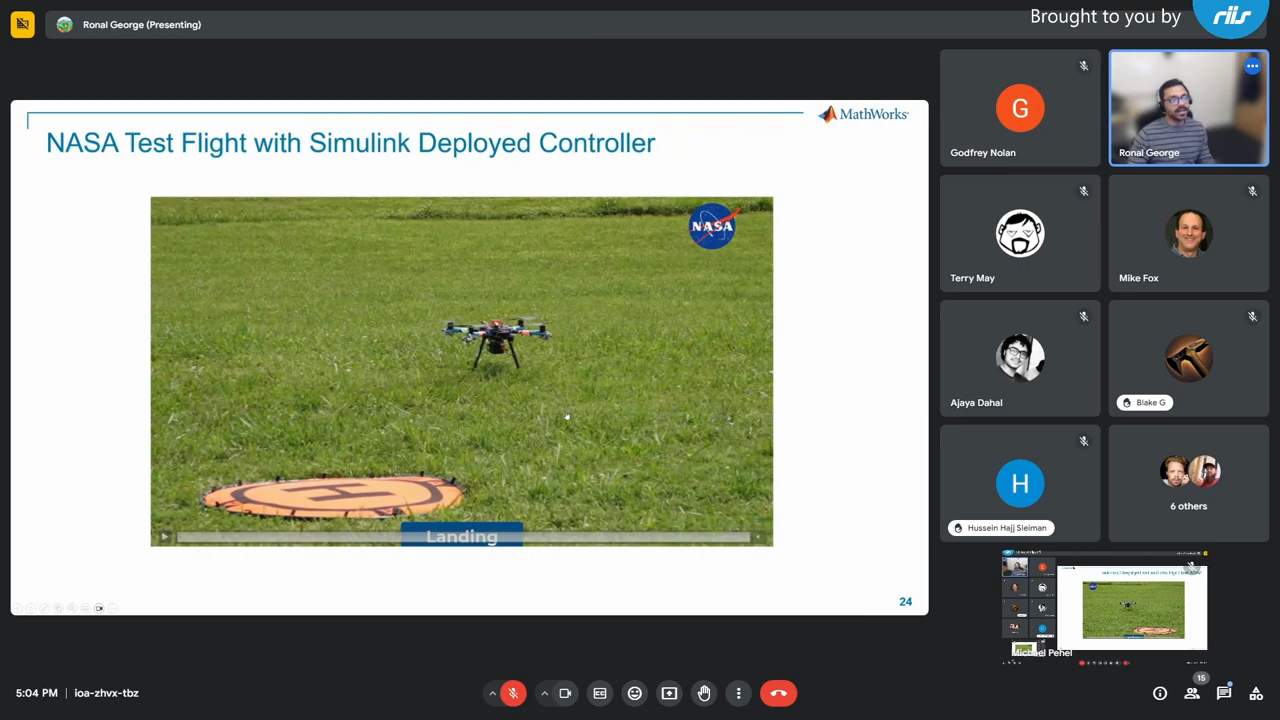 Ronal George (Presenting)
Brought to you by
riis
MathWorks
NASA Test Flight with Simulink Deployed Controller
NASA
H
Landing
24
G
Godfrey Nolan
Ronal George
Terry May
Mike Fox
Ajaya Dahal
Blake G
H
Hussein Hajj Sleiman
6 others
Michael Pehel
5:04 PM | ioa-zhvx-tbz
15